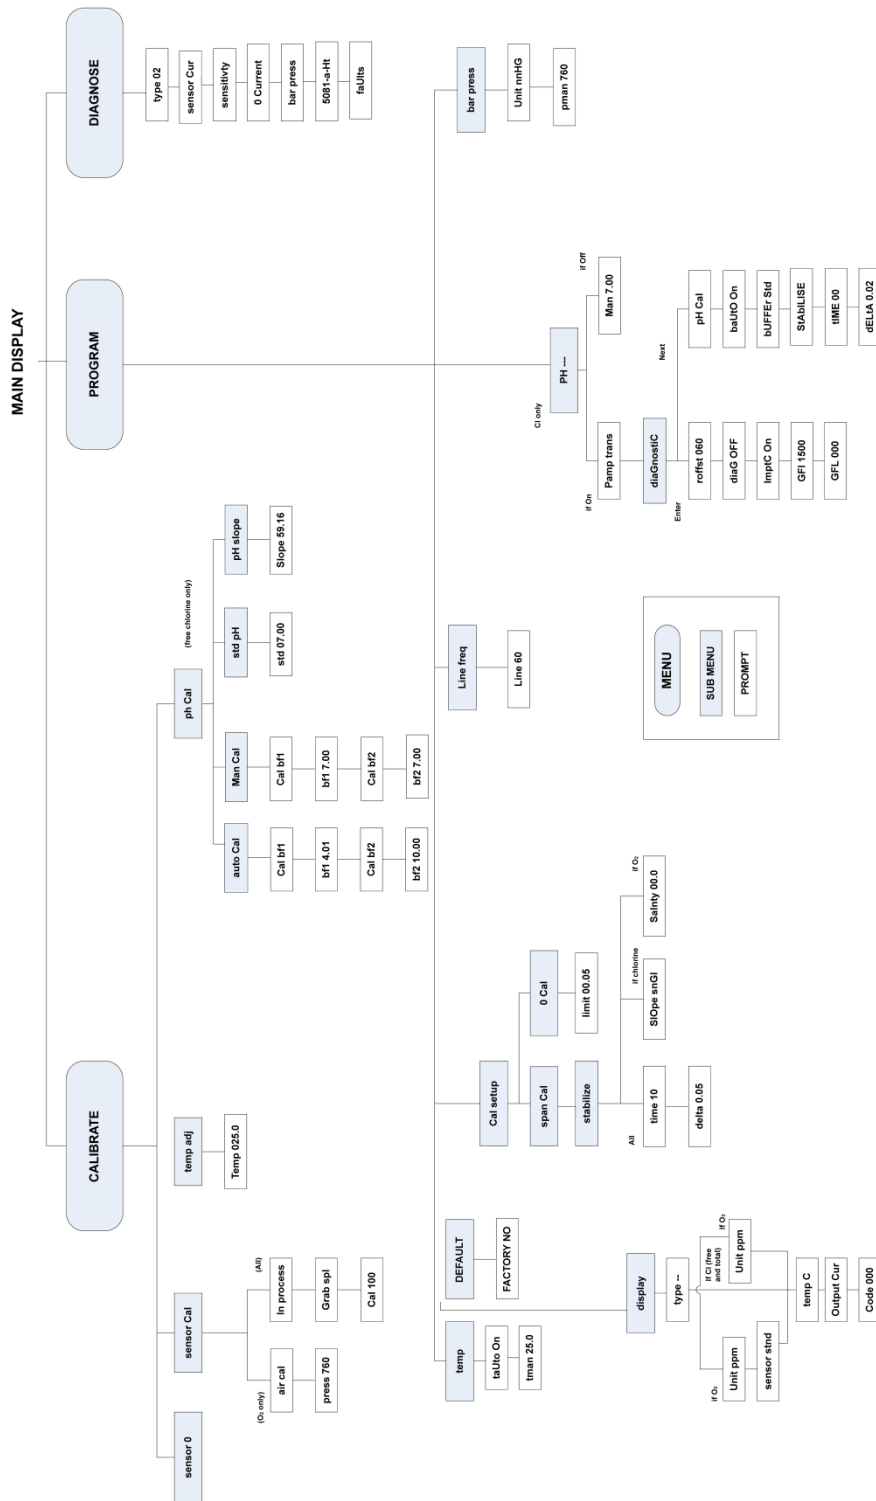 MAIN DISPLAY
CALIBRATE
PROGRAM
DIAGNOSE
sensor 0
sensor Cal
temp adj
ph Cal
(free chlorine only)
(O₂ only)
air cal
press 760
(All)
In process
Grab spl
Cal 100
Temp 025.0
auto Cal
Cal bf1
bf1 4.01
Cal bf2
bf2 10.00
Man Cal
Cal bf1
bf1 7.00
Cal bf2
bf2 7.00
std pH
std 07.00
pH slope
Slope 59.16
type 02
sensor Cur
sensitivty
0 Current
bar press
5081-a-Ht
faUlts
temp
taUto On
tman 25.0
DEFAULT
FACTORY NO
display
type --
if O₂
Unit ppm
sensor stnd
If Cl (free
and total)
If O₂
Unit ppm
temp C
Output Cur
Code 000
Cal setup
span Cal
0 Cal
limit 00.05
stabilize
All
time 10
delta 0.05
if chlorine
SlOpe snGl
if O₂
Salnty 00.0
Line freq
Line 60
Cl only
PH ---
if On
Pamp trans
if Off
Man 7.00
diaGnostiC
Enter
roffst 060
diaG OFF
ImptC On
GFI 1500
GFL 000
Next
pH Cal
baUtO On
bUFFEr Std
StAbILISE
tIME 00
dELtA 0.02
bar press
Unit nnHG
pman 760
MENU
SUB MENU
PROMPT